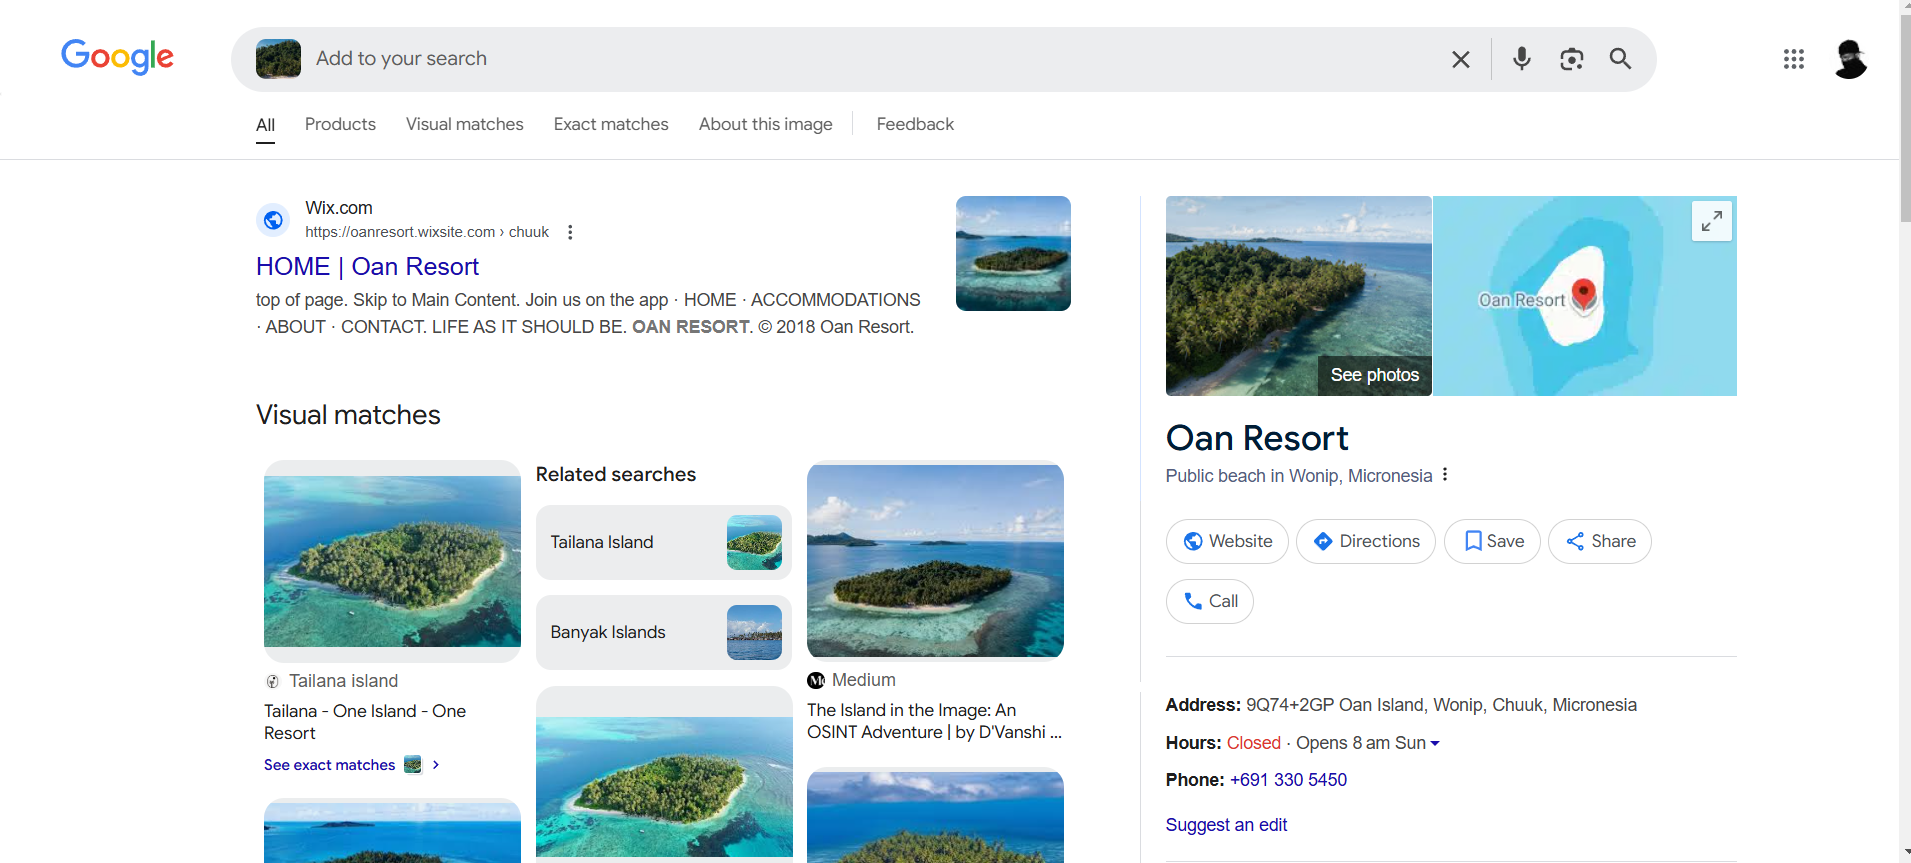 Google
Add to your search
All
Products
Visual matches
Exact matches
About this image
Feedback
Wix.com
https://oanresort.wixsite.com › chuuk
HOME | Oan Resort
top of page. Skip to Main Content. Join us on the app · HOME · ACCOMMODATIONS
· ABOUT · CONTACT. LIFE AS IT SHOULD BE. OAN RESORT. © 2018 Oan Resort.
Visual matches
Tailana island
Tailana - One Island - One
Resort
See exact matches
Related searches
Tailana Island
Banyak Islands
Medium
The Island in the Image: An
OSINT Adventure | by D'Vanshi ...
See photos
Oan Resort
Oan Resort
Public beach in Wonip, Micronesia
Website
Directions
Save
Share
Call
Address: 9Q74+2GP Oan Island, Wonip, Chuuk, Micronesia
Hours: Closed · Opens 8 am Sun
Phone: +691 330 5450
Suggest an edit